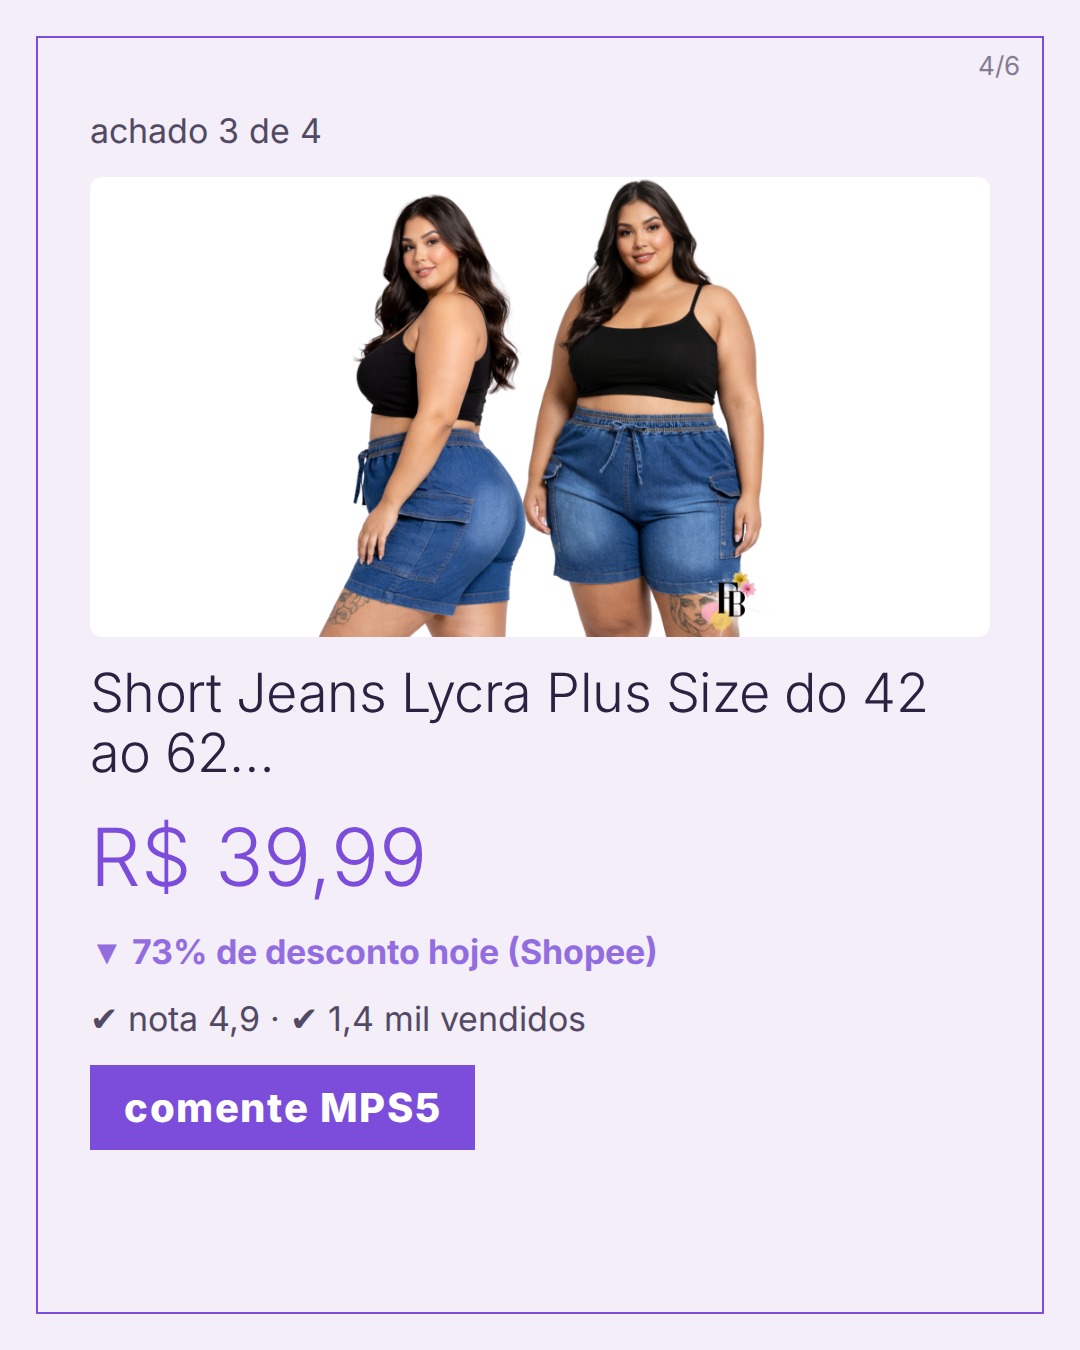 4/6
achado 3 de 4
FB
Short Jeans Lycra Plus Size do 42
ao 62...
R$ 39,99
▼ 73% de desconto hoje (Shopee)
✔ nota 4,9 · ✔ 1,4 mil vendidos
comente MPS5